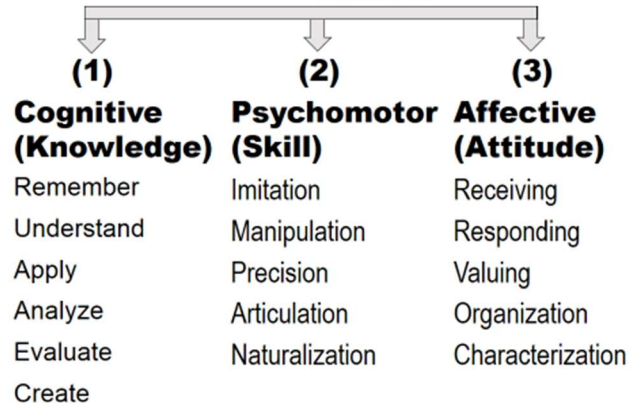 (1)
Cognitive
(Knowledge)
Remember
Understand
Apply
Analyze
Evaluate
Create
(2)
Psychomotor
(Skill)
Imitation
Manipulation
Precision
Articulation
Naturalization
(3)
Affective
(Attitude)
Receiving
Responding
Valuing
Organization
Characterization